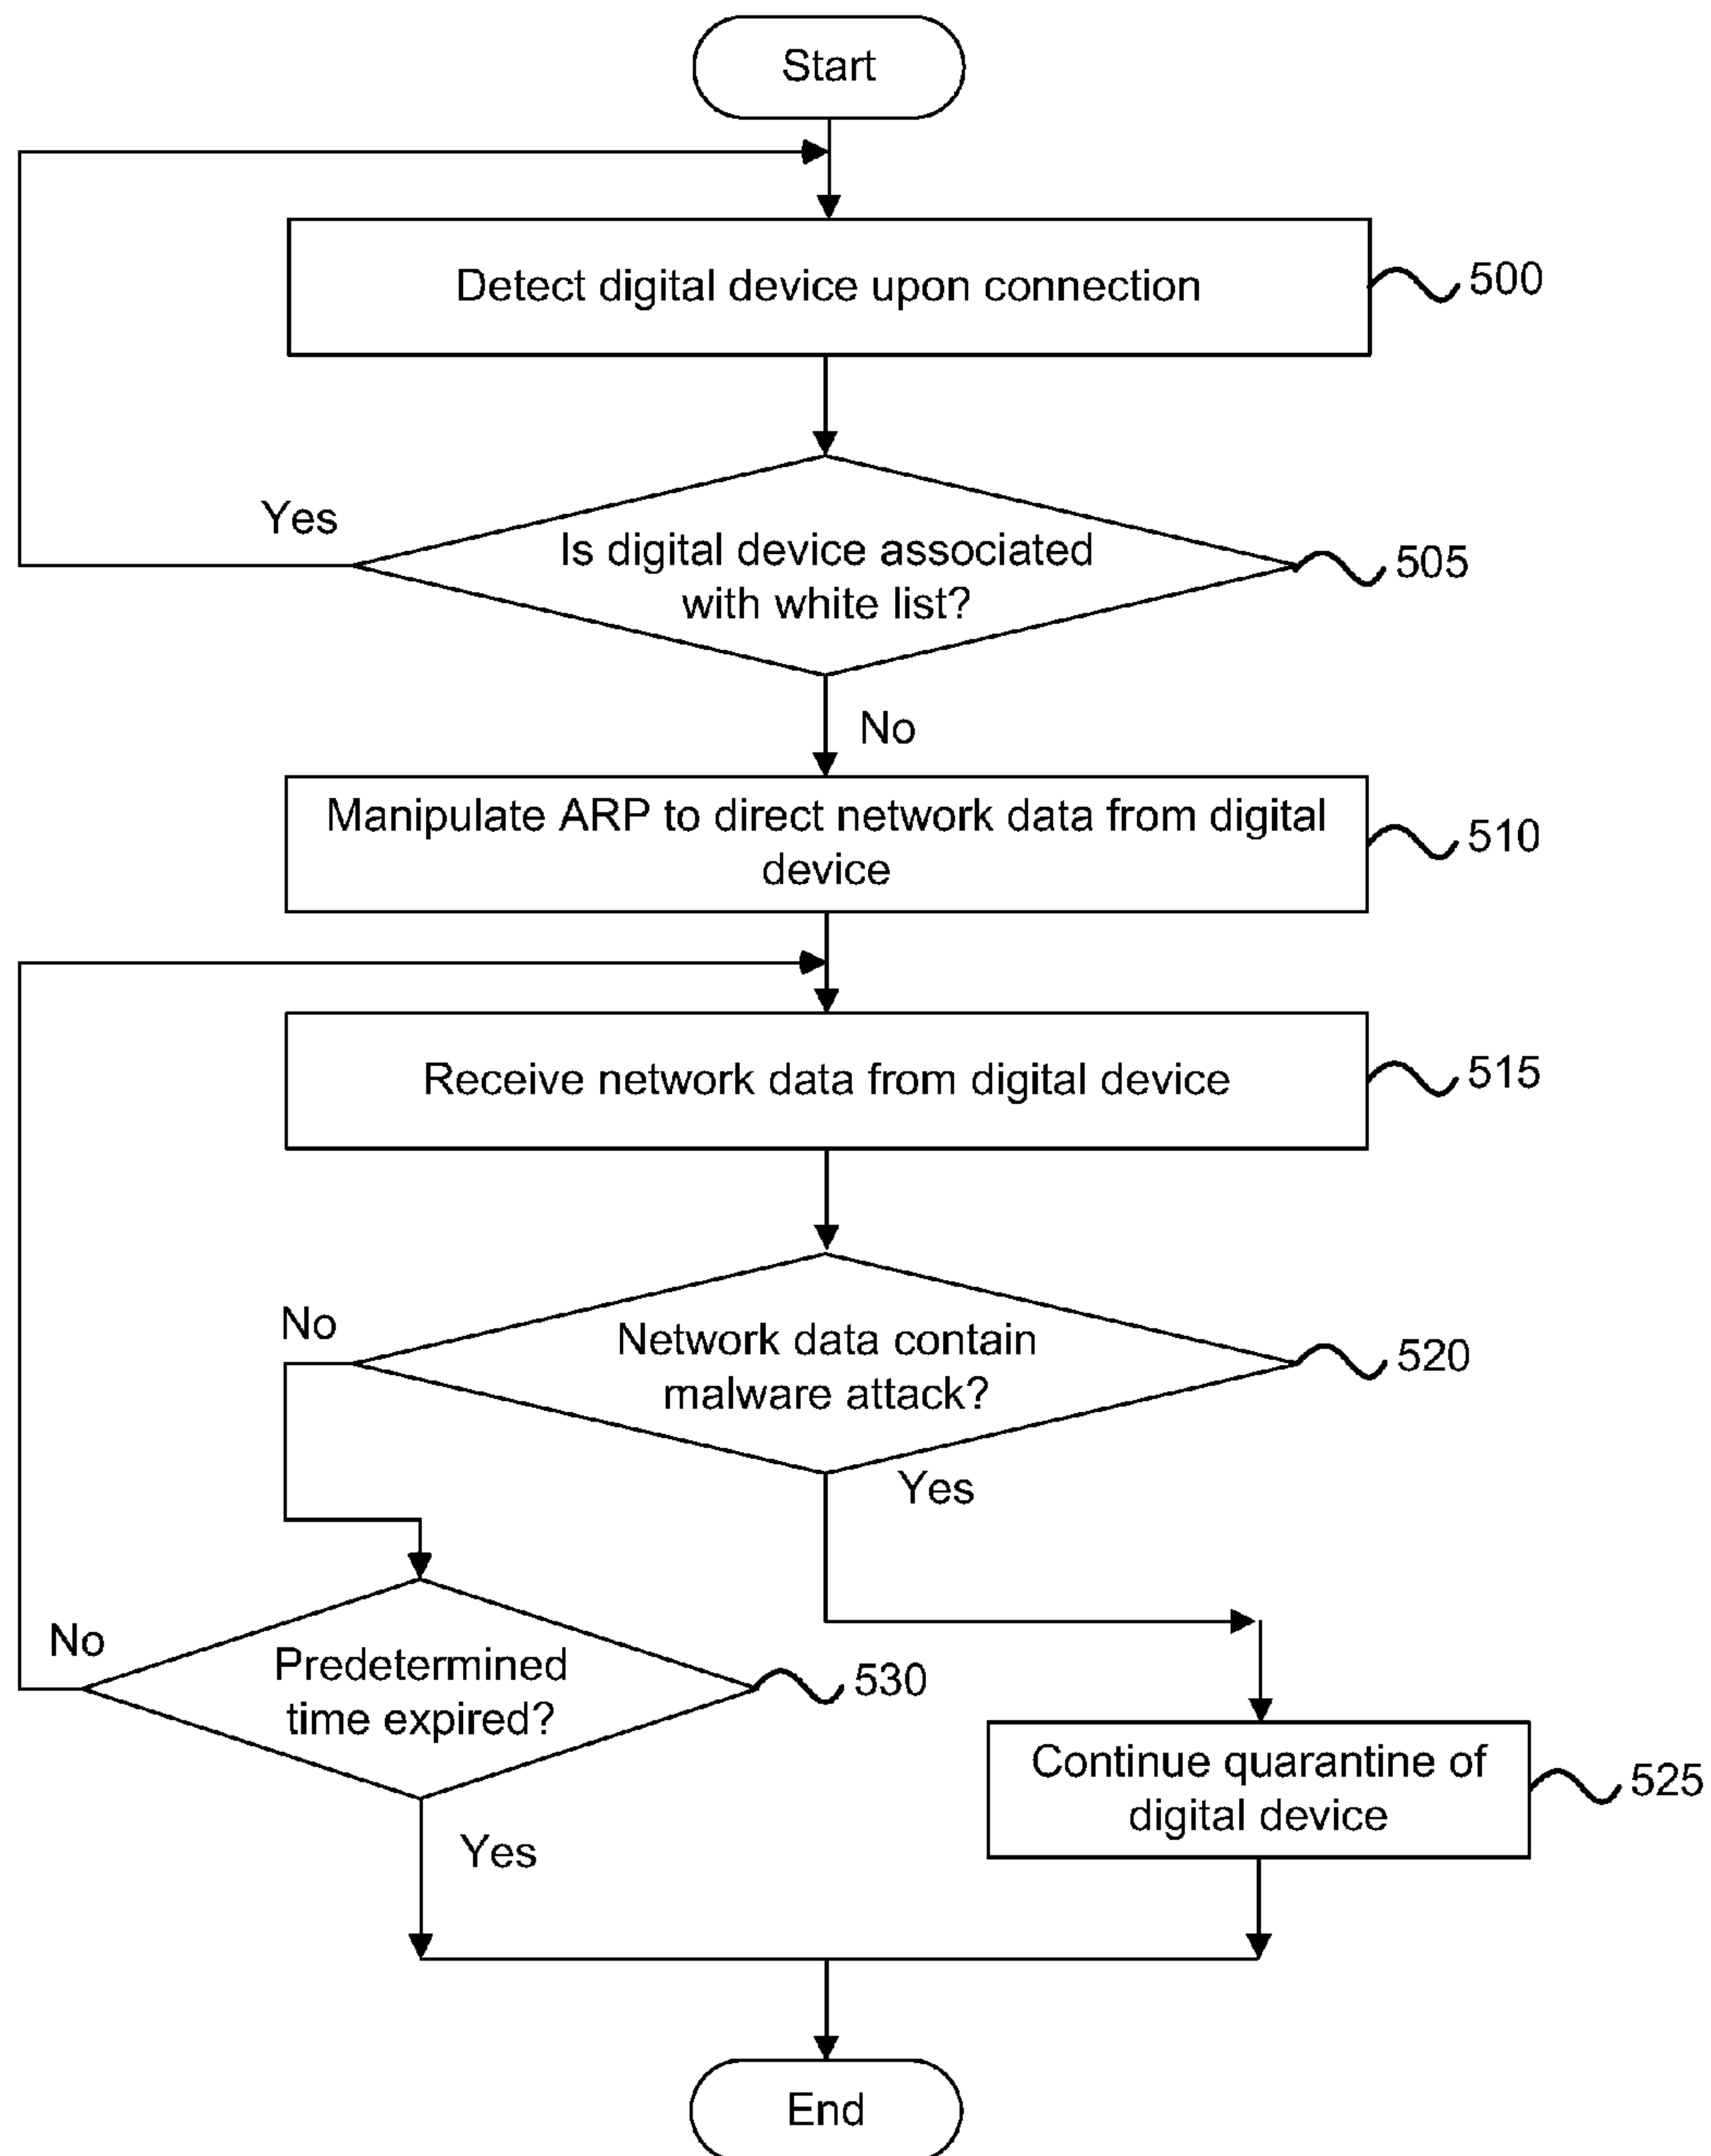 Start
Detect digital device upon connection
500
Yes
Is digital device associated
with white list?
505
No
Manipulate ARP to direct network data from digital
device
510
Receive network data from digital device
515
No
Network data contain
malware attack?
520
Yes
No
Predetermined
time expired?
530
Continue quarantine of
digital device
525
Yes
End